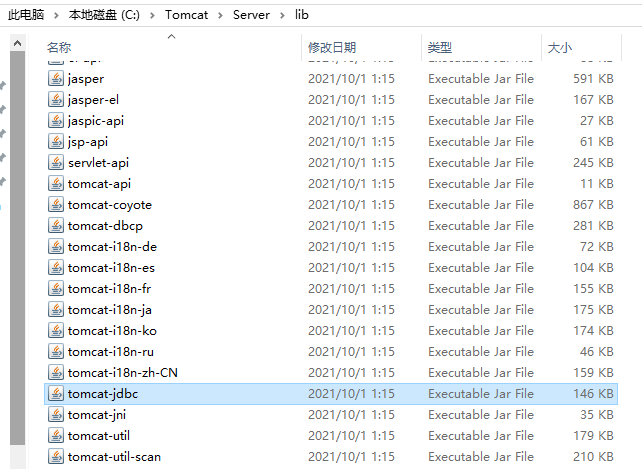 此电脑 > 本地磁盘 (C:) > Tomcat > Server > lib
名称 修改日期 类型 大小
jasper 2021/10/1 1:15 Executable Jar File 591 KB
jasper-el 2021/10/1 1:15 Executable Jar File 167 KB
jaspic-api 2021/10/1 1:15 Executable Jar File 27 KB
jsp-api 2021/10/1 1:15 Executable Jar File 61 KB
servlet-api 2021/10/1 1:15 Executable Jar File 245 KB
tomcat-api 2021/10/1 1:15 Executable Jar File 11 KB
tomcat-coyote 2021/10/1 1:15 Executable Jar File 867 KB
tomcat-dbcp 2021/10/1 1:15 Executable Jar File 281 KB
tomcat-i18n-de 2021/10/1 1:15 Executable Jar File 72 KB
tomcat-i18n-es 2021/10/1 1:15 Executable Jar File 104 KB
tomcat-i18n-fr 2021/10/1 1:15 Executable Jar File 155 KB
tomcat-i18n-ja 2021/10/1 1:15 Executable Jar File 175 KB
tomcat-i18n-ko 2021/10/1 1:15 Executable Jar File 174 KB
tomcat-i18n-ru 2021/10/1 1:15 Executable Jar File 46 KB
tomcat-i18n-zh-CN 2021/10/1 1:15 Executable Jar File 159 KB
tomcat-jdbc 2021/10/1 1:15 Executable Jar File 146 KB
tomcat-jni 2021/10/1 1:15 Executable Jar File 35 KB
tomcat-util 2021/10/1 1:15 Executable Jar File 179 KB
tomcat-util-scan 2021/10/1 1:15 Executable Jar File 210 KB